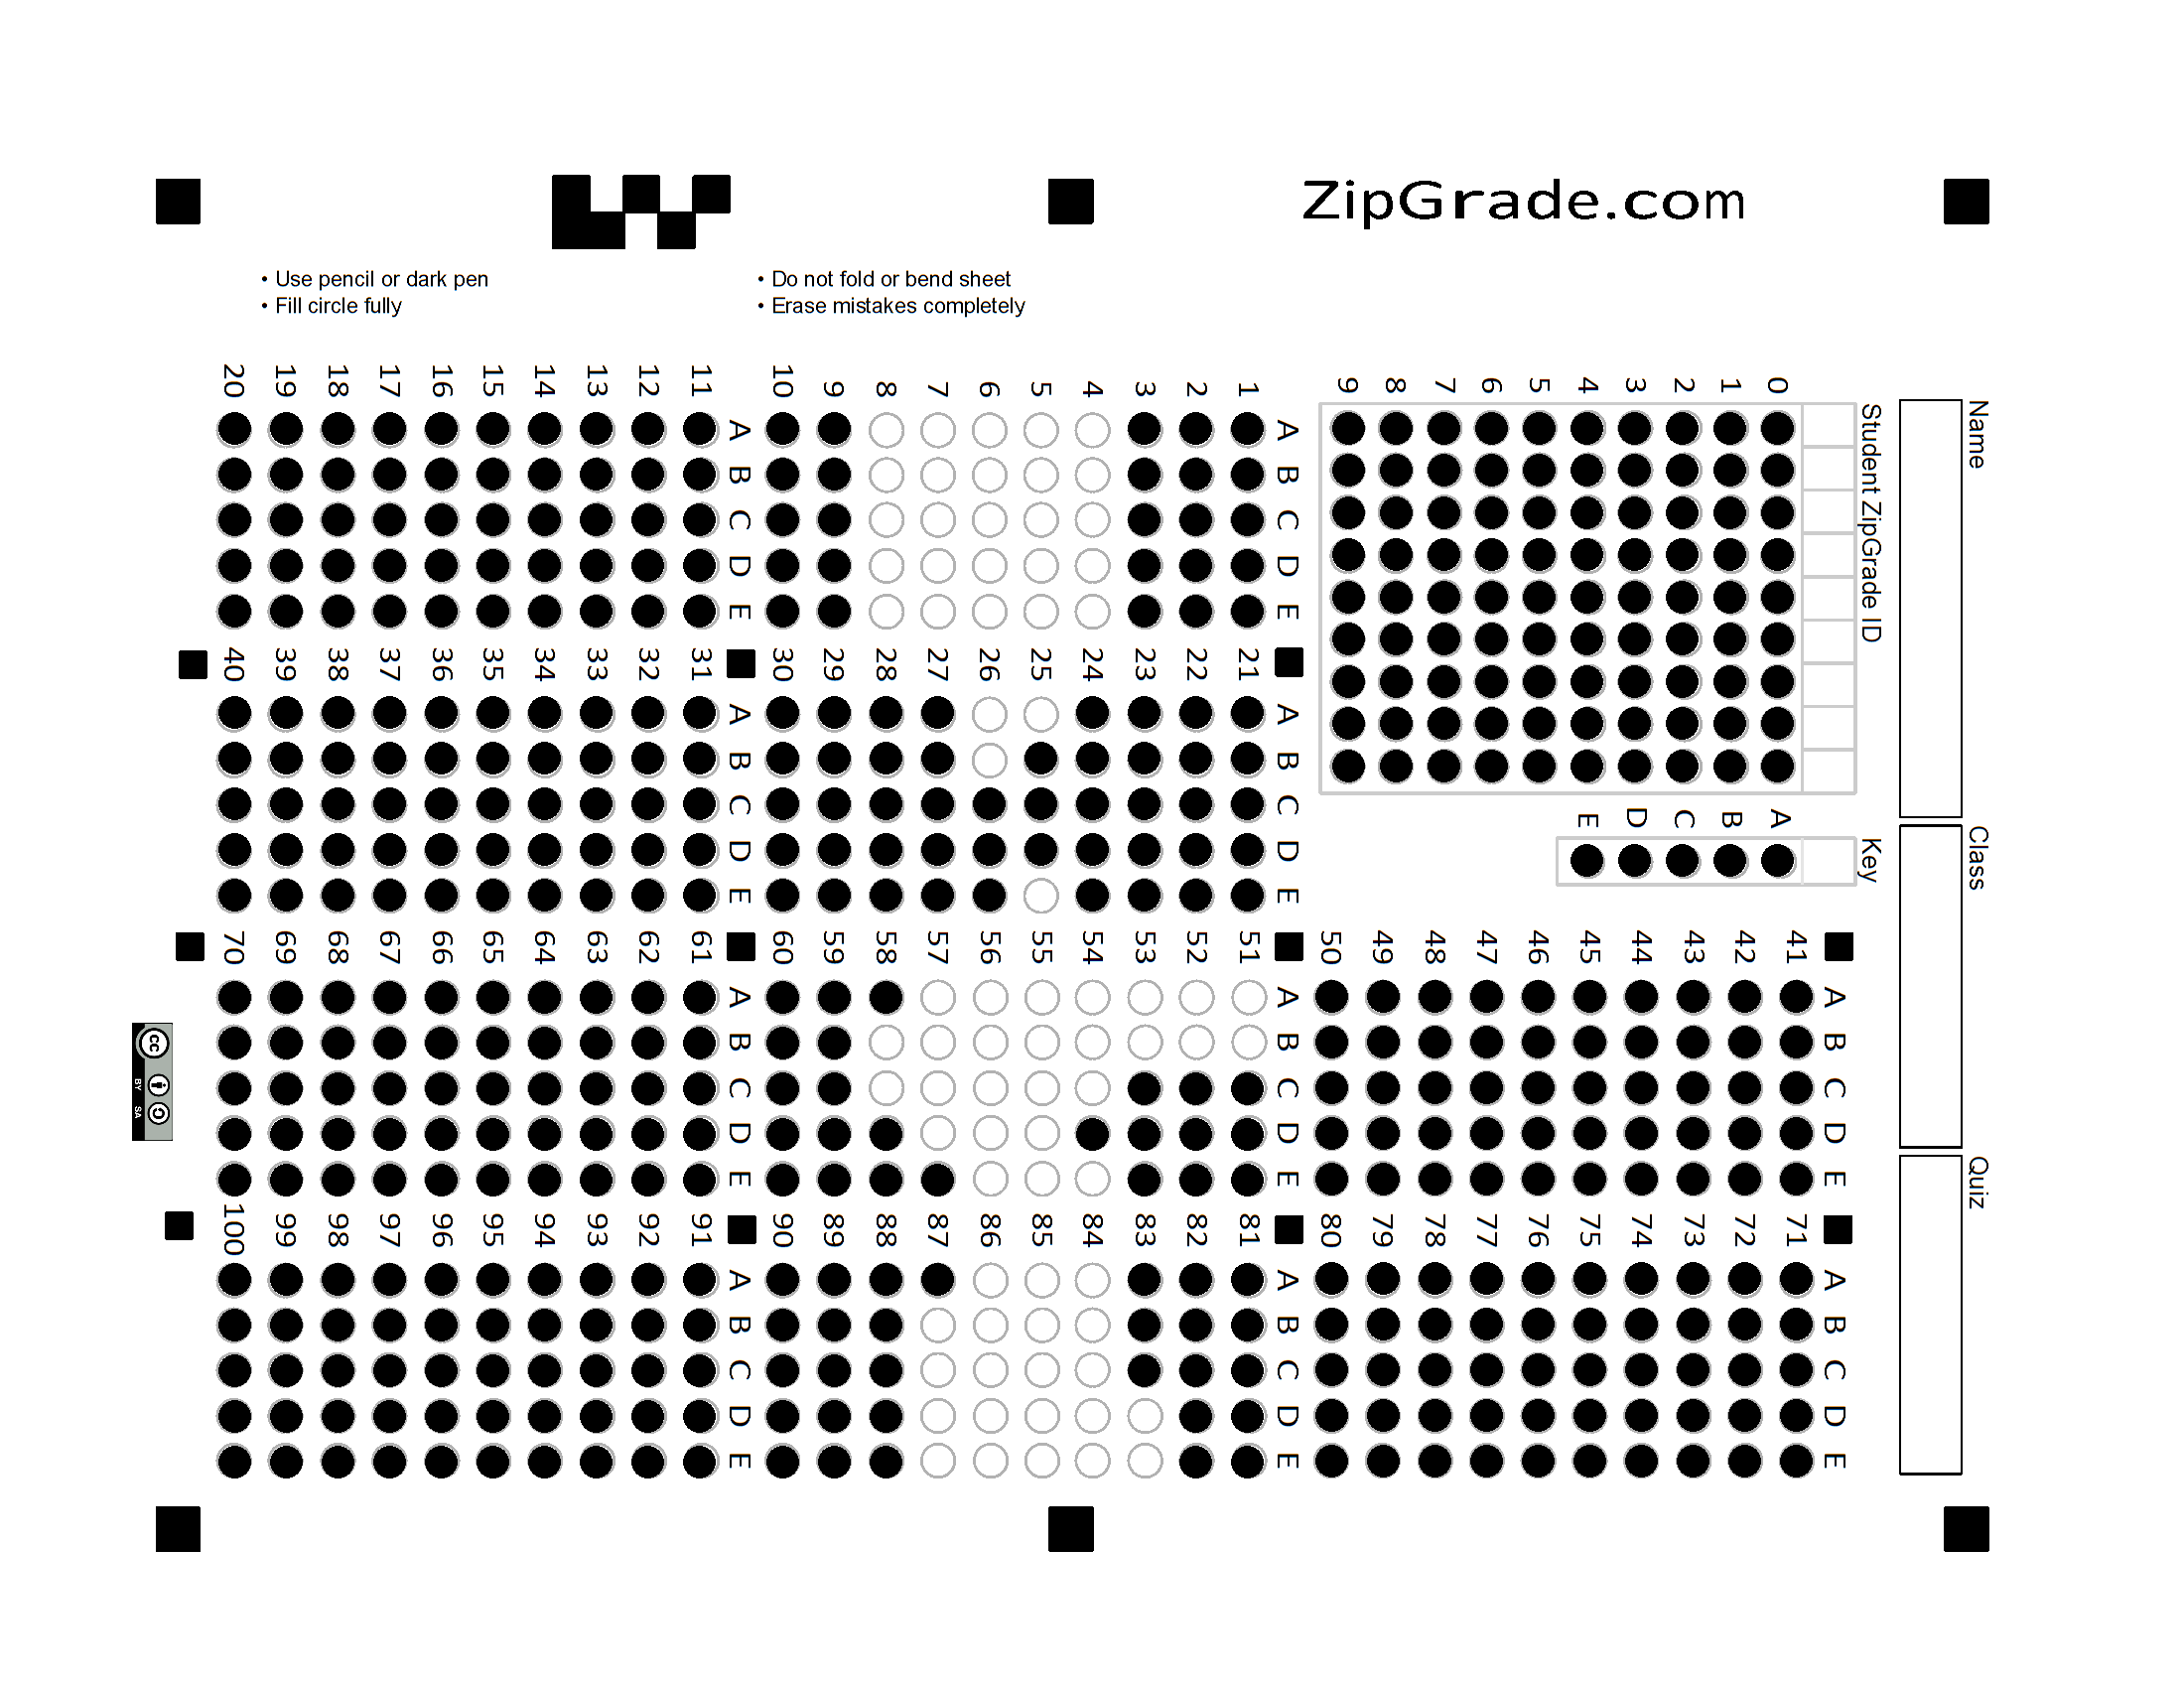 ZipGrade.com
• Use pencil or dark pen
• Fill circle fully
• Do not fold or bend sheet
• Erase mistakes completely
Name
Class
Quiz
Student ZipGrade ID
0 1 2 3 4 5 6 7 8 9
Key
A B C D E
A B C D E
1 2 3 4 5 6 7 8 9 10
A B C D E
11 12 13 14 15 16 17 18 19 20
A B C D E
21 22 23 24 25 26 27 28 29 30
A B C D E
31 32 33 34 35 36 37 38 39 40
A B C D E
41 42 43 44 45 46 47 48 49 50
A B C D E
51 52 53 54 55 56 57 58 59 60
A B C D E
61 62 63 64 65 66 67 68 69 70
A B C D E
71 72 73 74 75 76 77 78 79 80
A B C D E
81 82 83 84 85 86 87 88 89 90
A B C D E
91 92 93 94 95 96 97 98 99 100
A B C D E
cc
BY SA